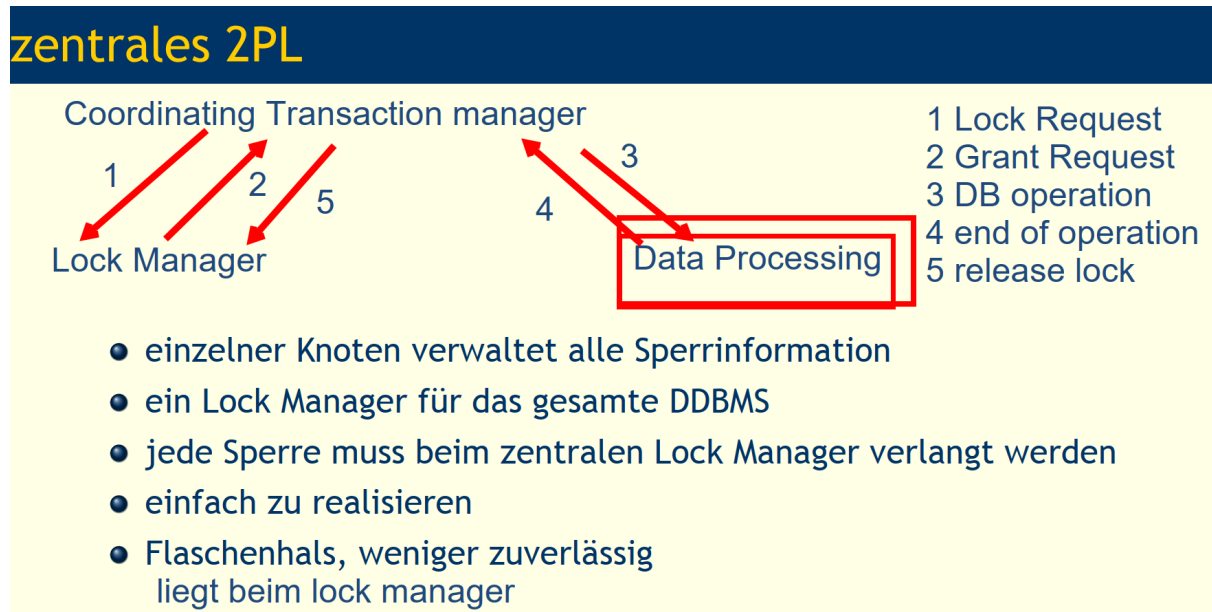 zentrales 2PL
Coordinating Transaction manager
1 Lock Request
2 Grant Request
3 DB operation
4 end of operation
5 release lock
1
2
5
4
3
Lock Manager
Data Processing
einzelner Knoten verwaltet alle Sperrinformation
ein Lock Manager für das gesamte DDBMS
jede Sperre muss beim zentralen Lock Manager verlangt werden
einfach zu realisieren
Flaschenhals, weniger zuverlässig
liegt beim lock manager